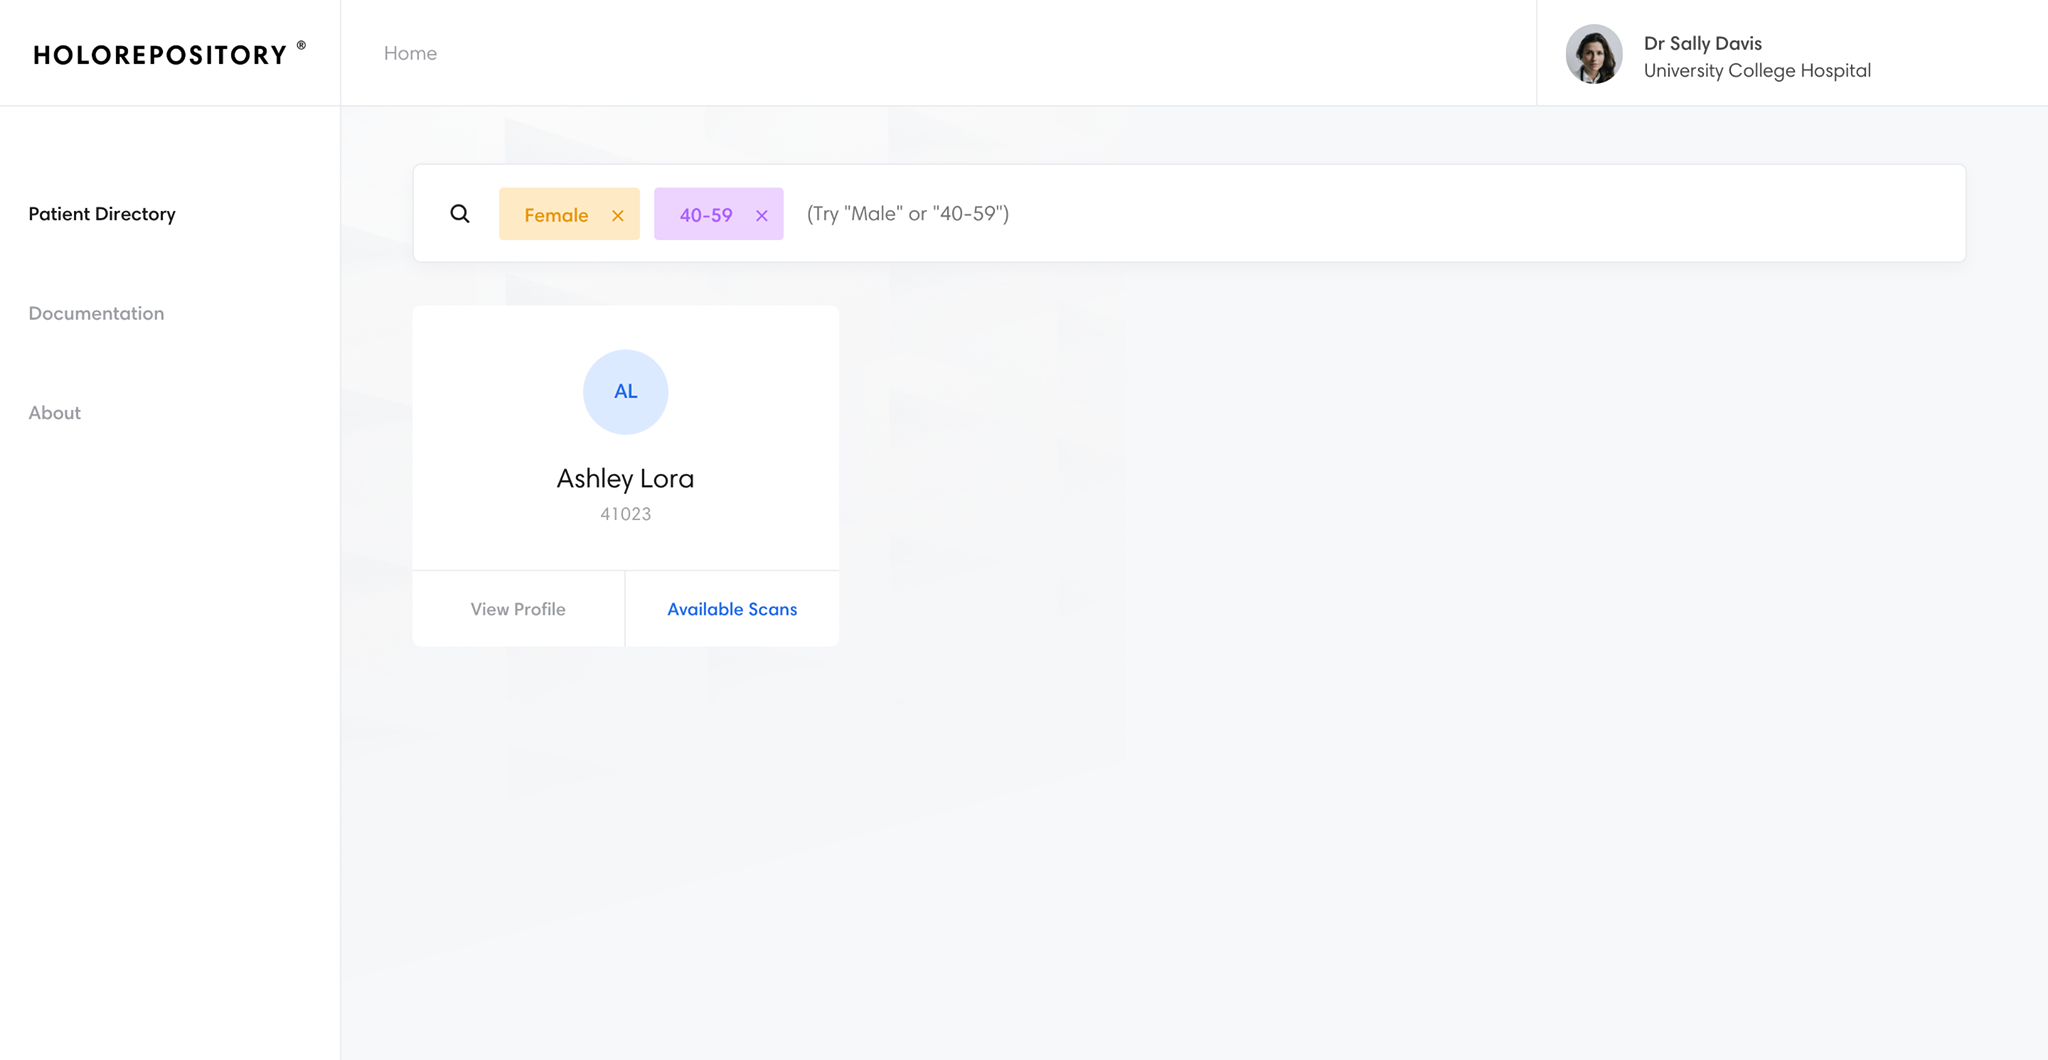 HOLOREPOSITORY ®
Home
Dr Sally Davis
University College Hospital
Patient Directory
Documentation
About
Female × 40-59 × (Try "Male" or "40-59")
AL
Ashley Lora
41023
View Profile Available Scans